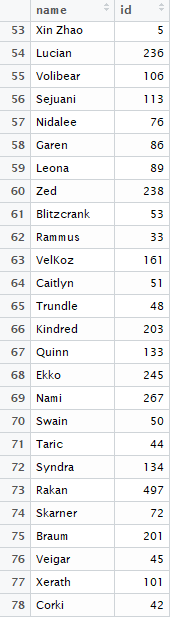 name id
53 Xin Zhao 5
54 Lucian 236
55 Volibear 106
56 Sejuani 113
57 Nidalee 76
58 Garen 86
59 Leona 89
60 Zed 238
61 Blitzcrank 53
62 Rammus 33
63 VelKoz 161
64 Caitlyn 51
65 Trundle 48
66 Kindred 203
67 Quinn 133
68 Ekko 245
69 Nami 267
70 Swain 50
71 Taric 44
72 Syndra 134
73 Rakan 497
74 Skarner 72
75 Braum 201
76 Veigar 45
77 Xerath 101
78 Corki 42